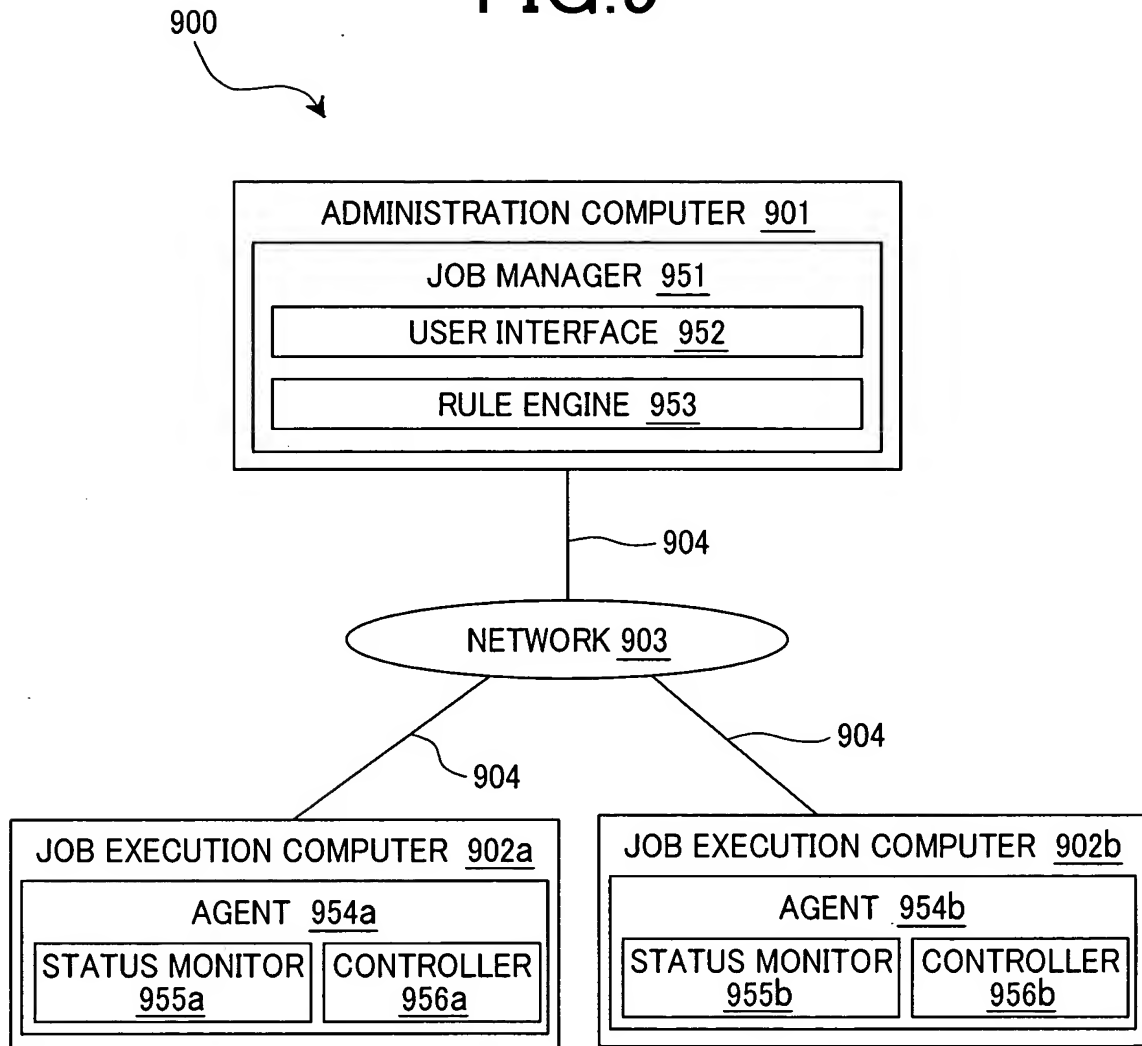 900
ADMINISTRATION COMPUTER 901
JOB MANAGER 951
USER INTERFACE 952
RULE ENGINE 953
904
NETWORK 903
904
904
JOB EXECUTION COMPUTER 902a
AGENT 954a
STATUS MONITOR 955a
CONTROLLER 956a
JOB EXECUTION COMPUTER 902b
AGENT 954b
STATUS MONITOR 955b
CONTROLLER 956b